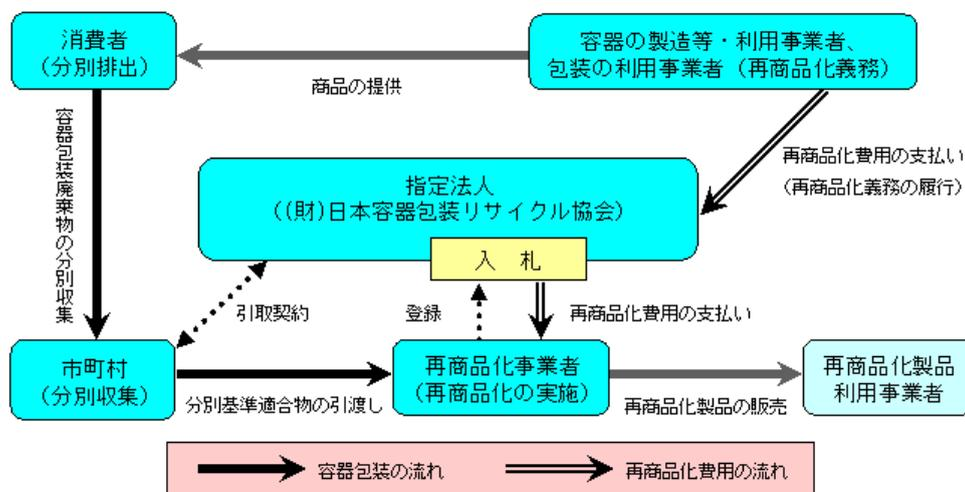 消費者
(分別排出)
容器の製造等・利用事業者、
包装の利用事業者 (再商品化義務)
商品の提供
容器包装廃棄物の分別収集
再商品化費用の支払い
(再商品化義務の履行)
指定法人
((財)日本容器包装リサイクル協会)
入 札
引取契約
登録
再商品化費用の支払い
市町村
(分別収集)
分別基準適合物の引渡し
再商品化事業者
(再商品化の実施)
再商品化製品の販売
再商品化製品
利用事業者
容器包装の流れ
再商品化費用の流れ